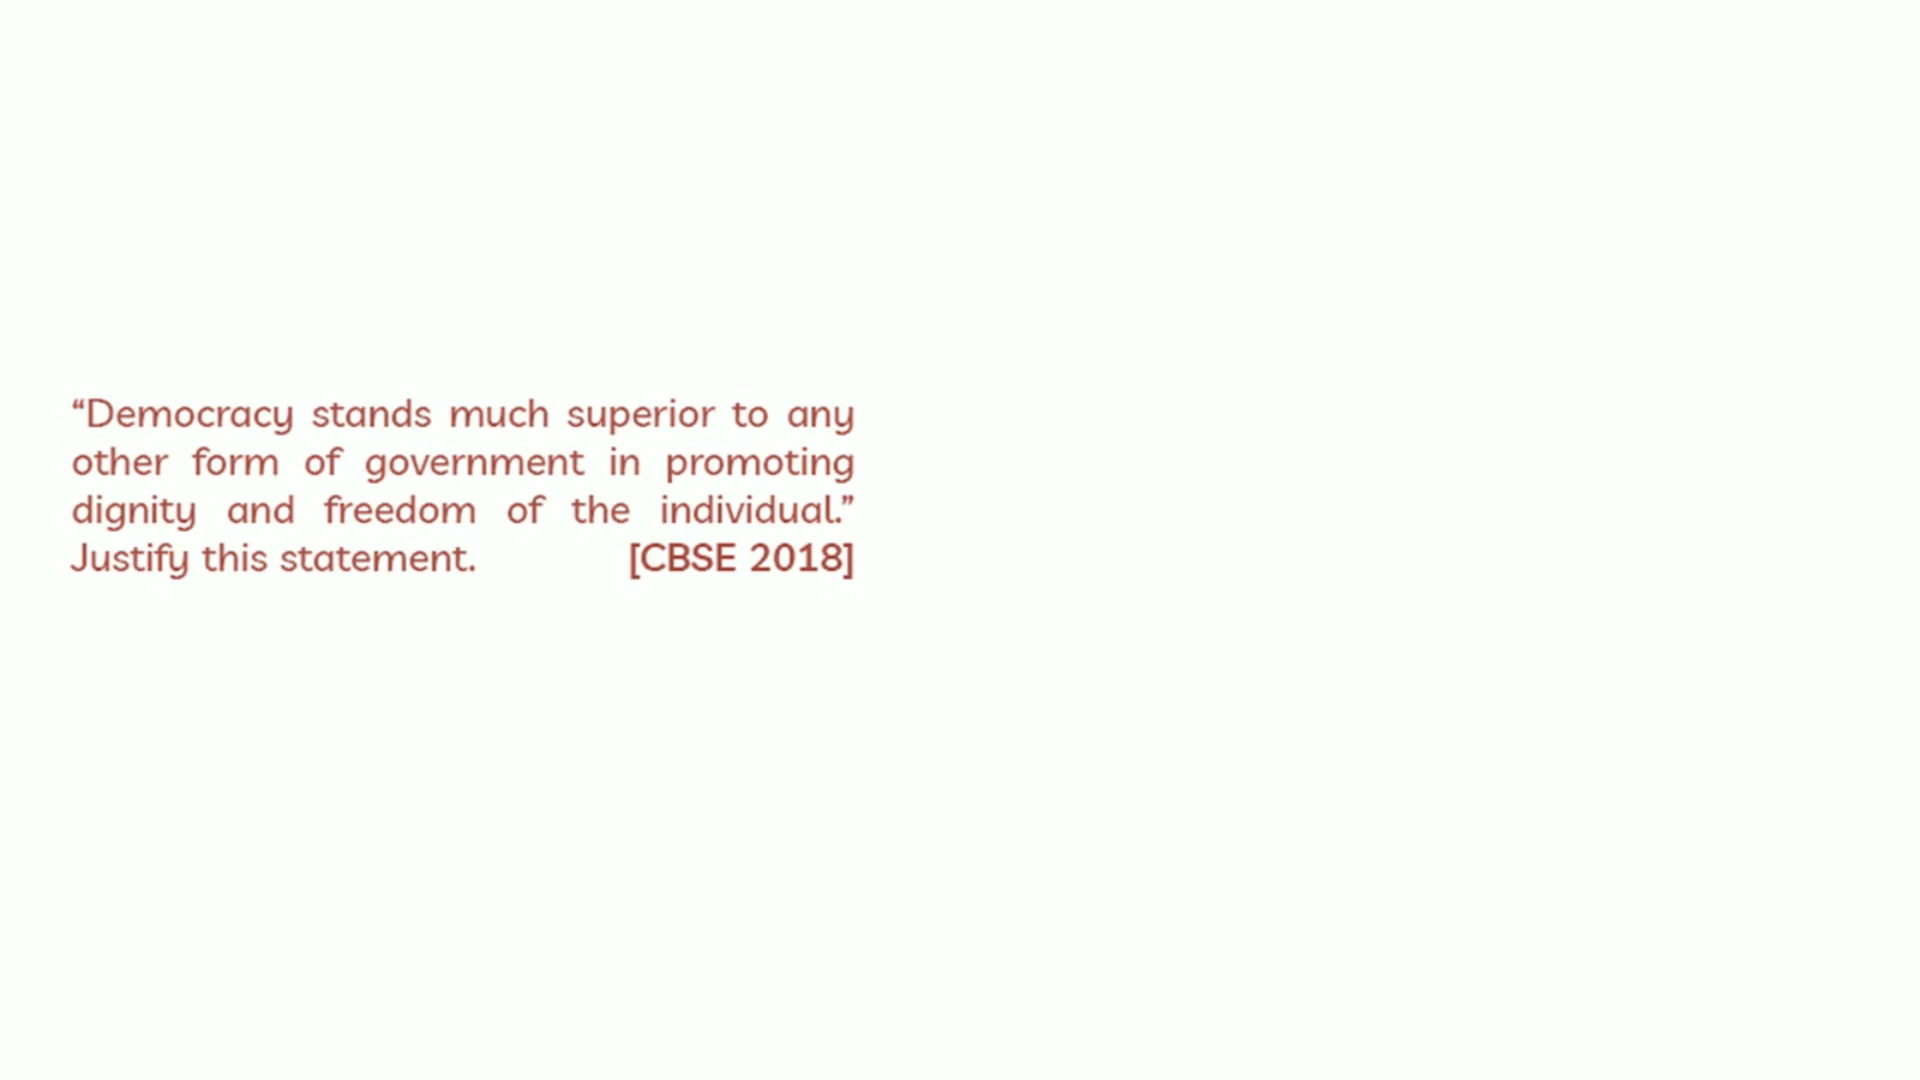 “Democracy stands much superior to any
other form of government in promoting
dignity and freedom of the individual.”
Justify this statement. [CBSE 2018]